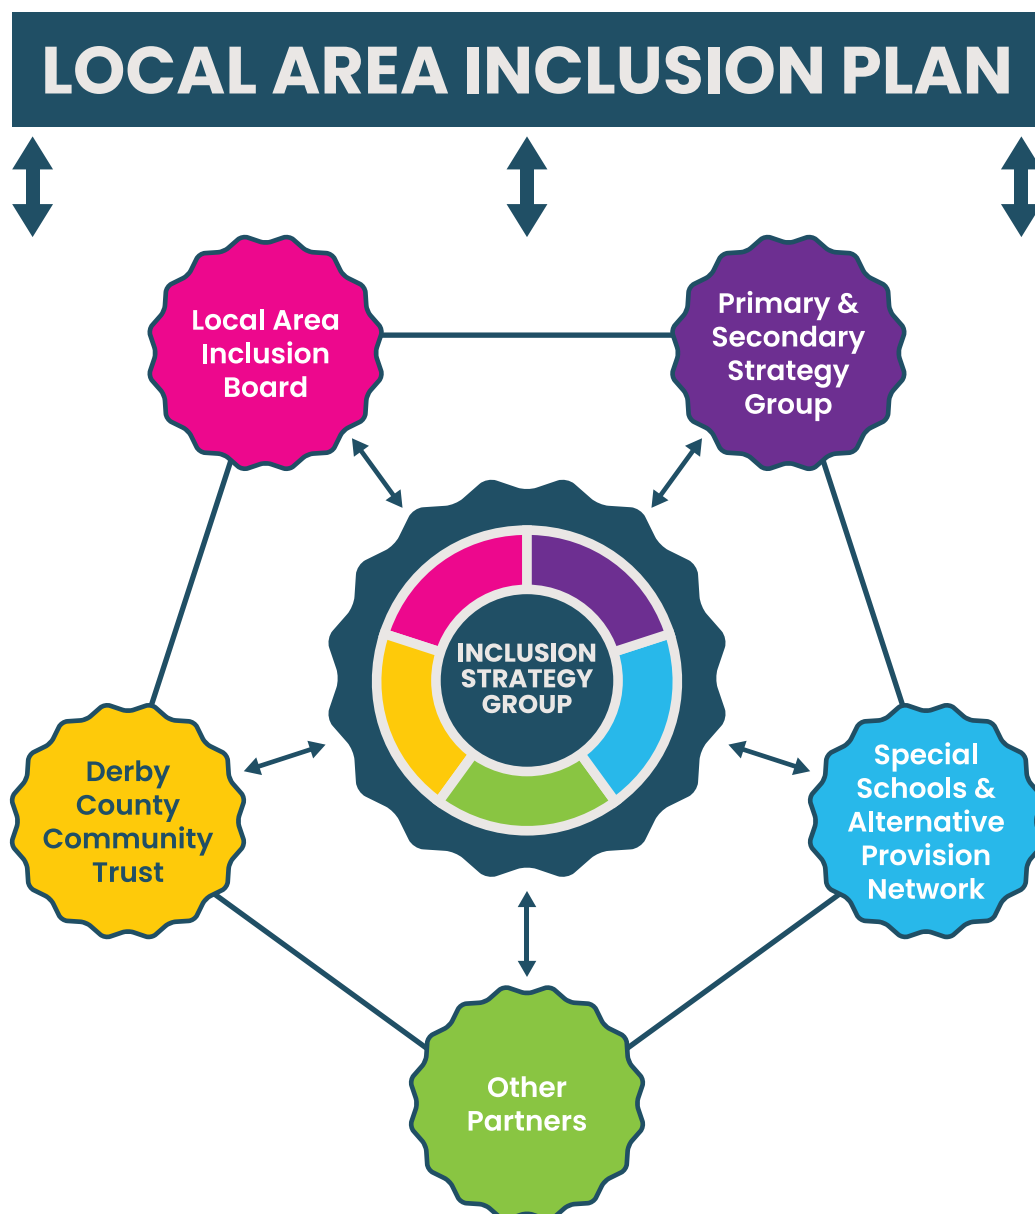 LOCAL AREA INCLUSION PLAN
Local Area
Inclusion
Board
Primary &
Secondary
Strategy
Group
INCLUSION
STRATEGY
GROUP
Derby
County
Community
Trust
Special
Schools &
Alternative
Provision
Network
Other
Partners